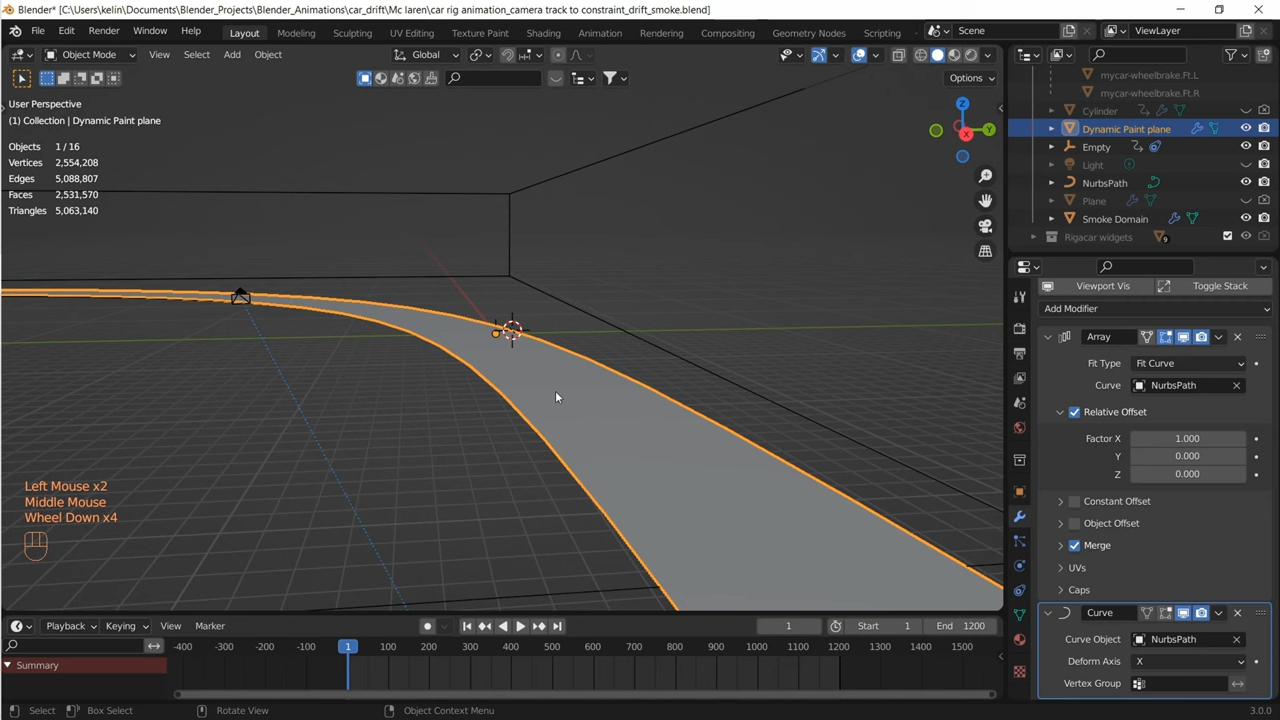 Blender* [C:\Users\kelin\Documents\Blender_Projects\Blender_Animations\car_drift\Mc laren\car rig animation_camera track to constraint_drift_smoke.blend]
File Edit Render Window Help Layout Modeling Sculpting UV Editing Texture Paint Shading Animation Rendering Compositing Geometry Nodes Scripting Scene ViewLayer
Object Mode View Select Add Object Global
Options
User Perspective
(1) Collection | Dynamic Paint plane
Objects 1 / 16
Vertices 2,554,208
Edges 5,088,807
Faces 2,531,570
Triangles 5,063,140
Z
Y
X
mycar-wheelbrake.Ft.L
mycar-wheelbrake.Ft.R
Cylinder
Dynamic Paint plane
Empty
Light
NurbsPath
Plane
Smoke Domain
Rigacar widgets 9
Viewport Vis Toggle Stack
Add Modifier
Array
Fit Type Fit Curve
Curve NurbsPath
Relative Offset
Factor X 1.000
Y 0.000
Z 0.000
Constant Offset
Object Offset
Merge
UVs
Caps
Curve
Curve Object NurbsPath
Deform Axis X
Vertex Group
Left Mouse x2
Middle Mouse
Wheel Down x4
Playback Keying View Marker 1 Start 1 End 1200
-400 -300 -200 -100 1 100 200 300 400 500 600 700 800 900 1000 1100 1200 1300 1400 1500
Summary
Select Box Select Rotate View Object Context Menu 3.0.0